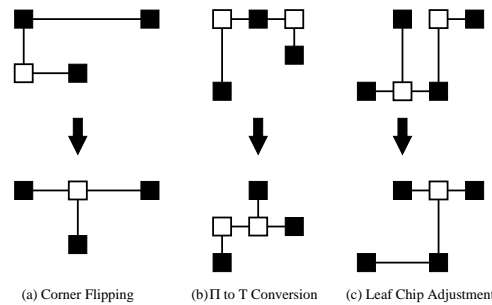 (a) Corner Flipping
(b)Π to T Conversion
(c) Leaf Chip Adjustment